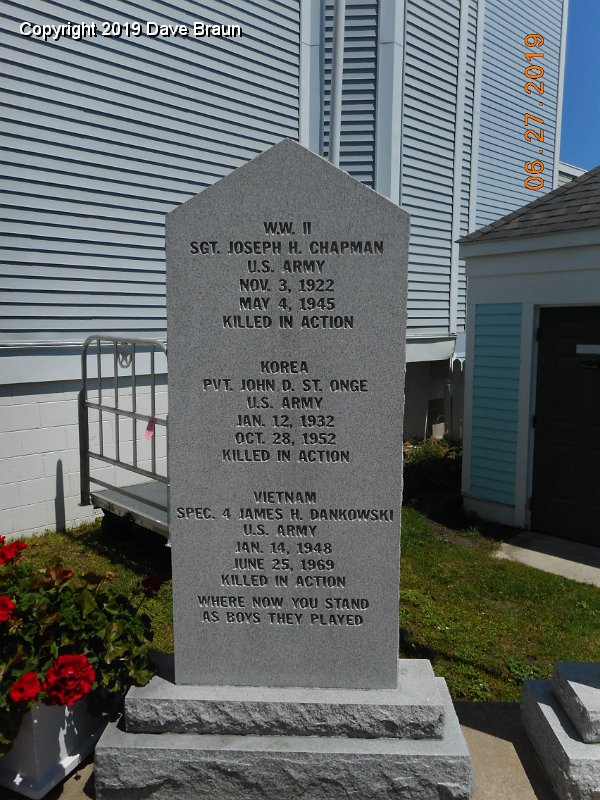 Copyright 2019 Dave Braun
06.27.2019
W.W. II
SGT. JOSEPH H. CHAPMAN
U.S. ARMY
NOV. 3, 1922
MAY 4, 1945
KILLED IN ACTION
KOREA
PVT. JOHN D. ST. ONGE
U.S. ARMY
JAN. 12, 1932
OCT. 28, 1952
KILLED IN ACTION
VIETNAM
SPEC. 4 JAMES H. DANKOWSKI
U.S. ARMY
JAN. 14, 1948
JUNE 25, 1969
KILLED IN ACTION
WHERE NOW YOU STAND
AS BOYS THEY PLAYED